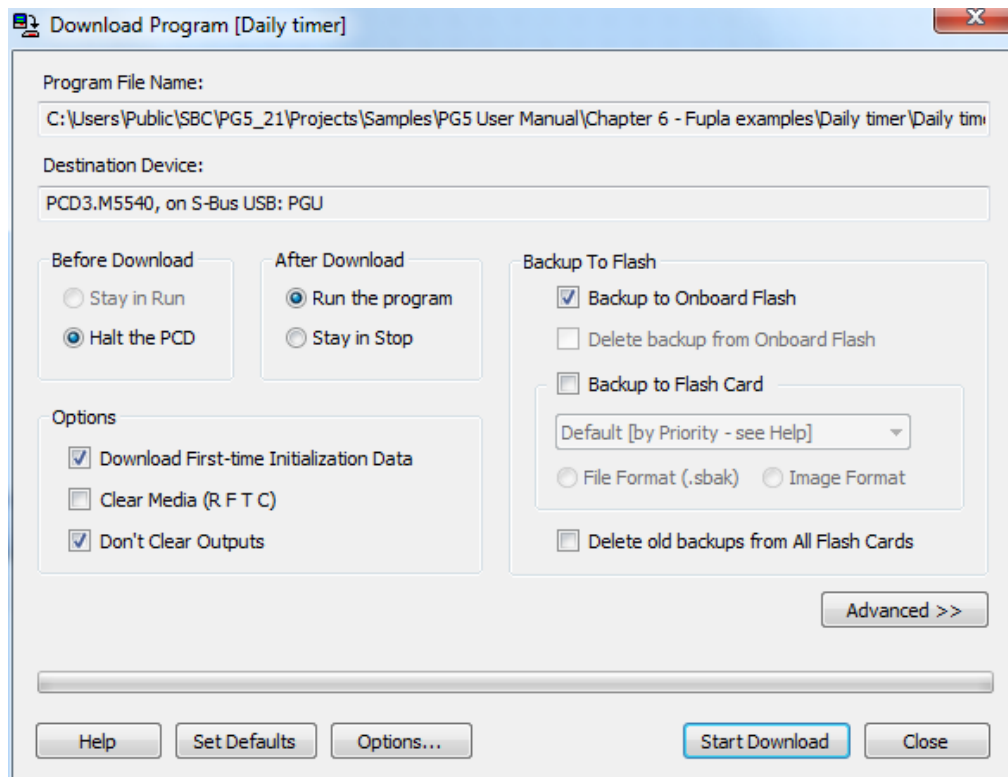 Download Program [Daily timer]
Program File Name:
C:\Users\Public\SBC\PG5_21\Projects\Samples\PG5 User Manual\Chapter 6 - Fupla examples\Daily timer\Daily time
Destination Device:
PCD3.M5540, on S-Bus USB: PGU
Before Download
Stay in Run
Halt the PCD
After Download
Run the program
Stay in Stop
Options
Download First-time Initialization Data
Clear Media (R F T C)
Don't Clear Outputs
Backup To Flash
Backup to Onboard Flash
Delete backup from Onboard Flash
Backup to Flash Card
Default [by Priority - see Help]
File Format (.sbak) Image Format
Delete old backups from All Flash Cards
Advanced >>
Help Set Defaults Options... Start Download Close